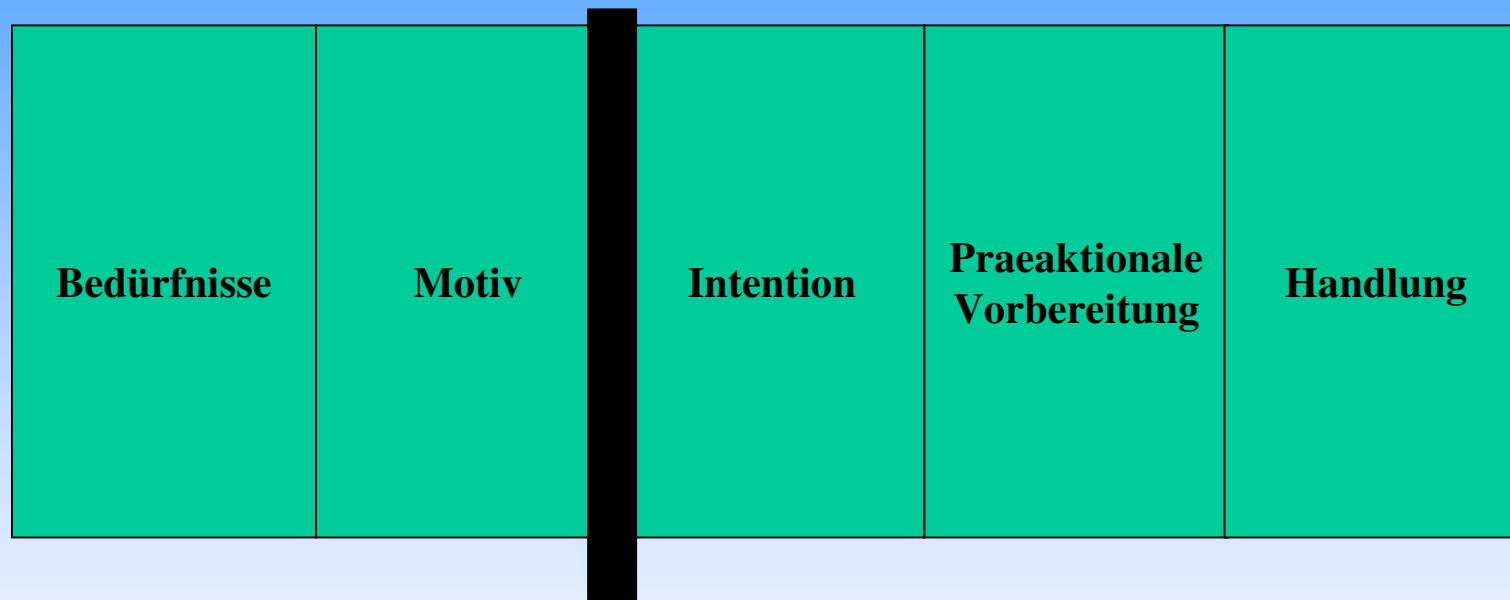 Bedürfnisse
Motiv
Intention
Praeaktionale
Vorbereitung
Handlung